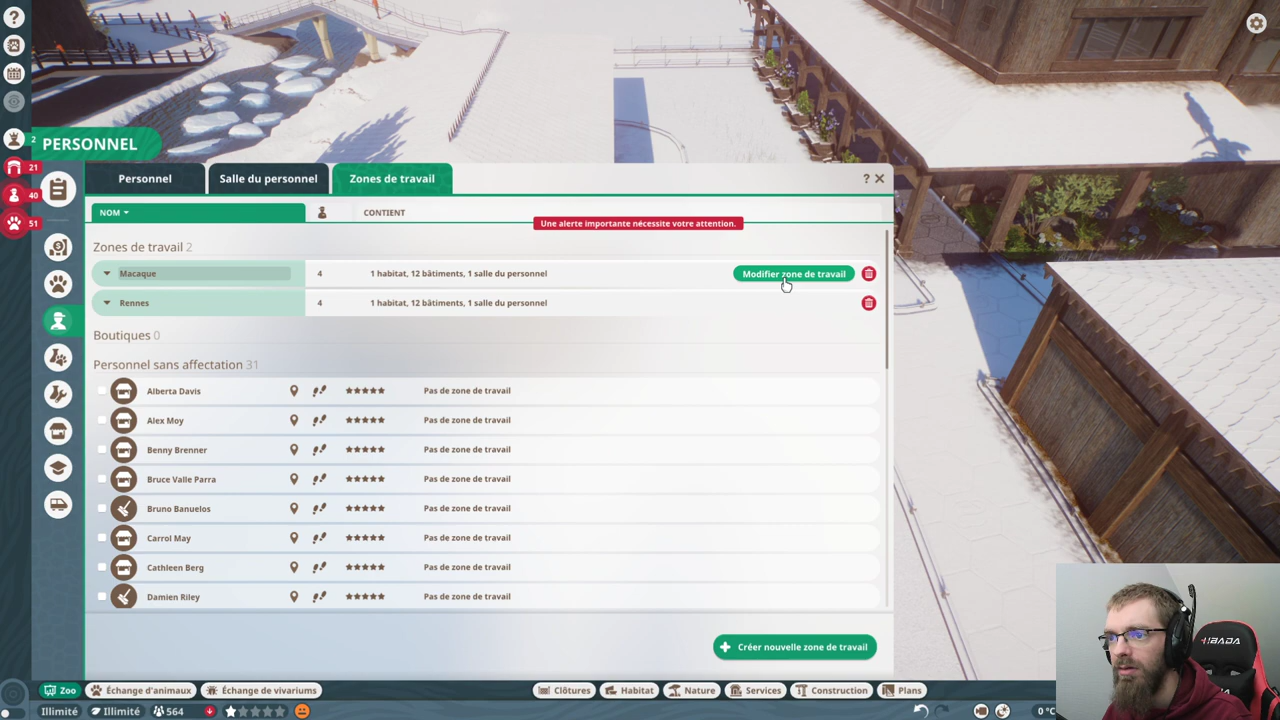 PERSONNEL
2
21
40
51
Personnel
Salle du personnel
Zones de travail
?
NOM
CONTIENT
Une alerte importante nécessite votre attention.
Zones de travail 2
Macaque 4 1 habitat, 12 bâtiments, 1 salle du personnel Modifier zone de travail
Rennes 4 1 habitat, 12 bâtiments, 1 salle du personnel
Boutiques 0
Personnel sans affectation 31
Alberta Davis Pas de zone de travail
Alex Moy Pas de zone de travail
Benny Brenner Pas de zone de travail
Bruce Valle Parra Pas de zone de travail
Bruno Banuelos Pas de zone de travail
Carrol May Pas de zone de travail
Cathleen Berg Pas de zone de travail
Damien Riley Pas de zone de travail
Créer nouvelle zone de travail
HBADA
Zoo Échange d'animaux Échange de vivariums Clôtures Habitat Nature Services Construction Plans
Illimité Illimité 564 0 °C